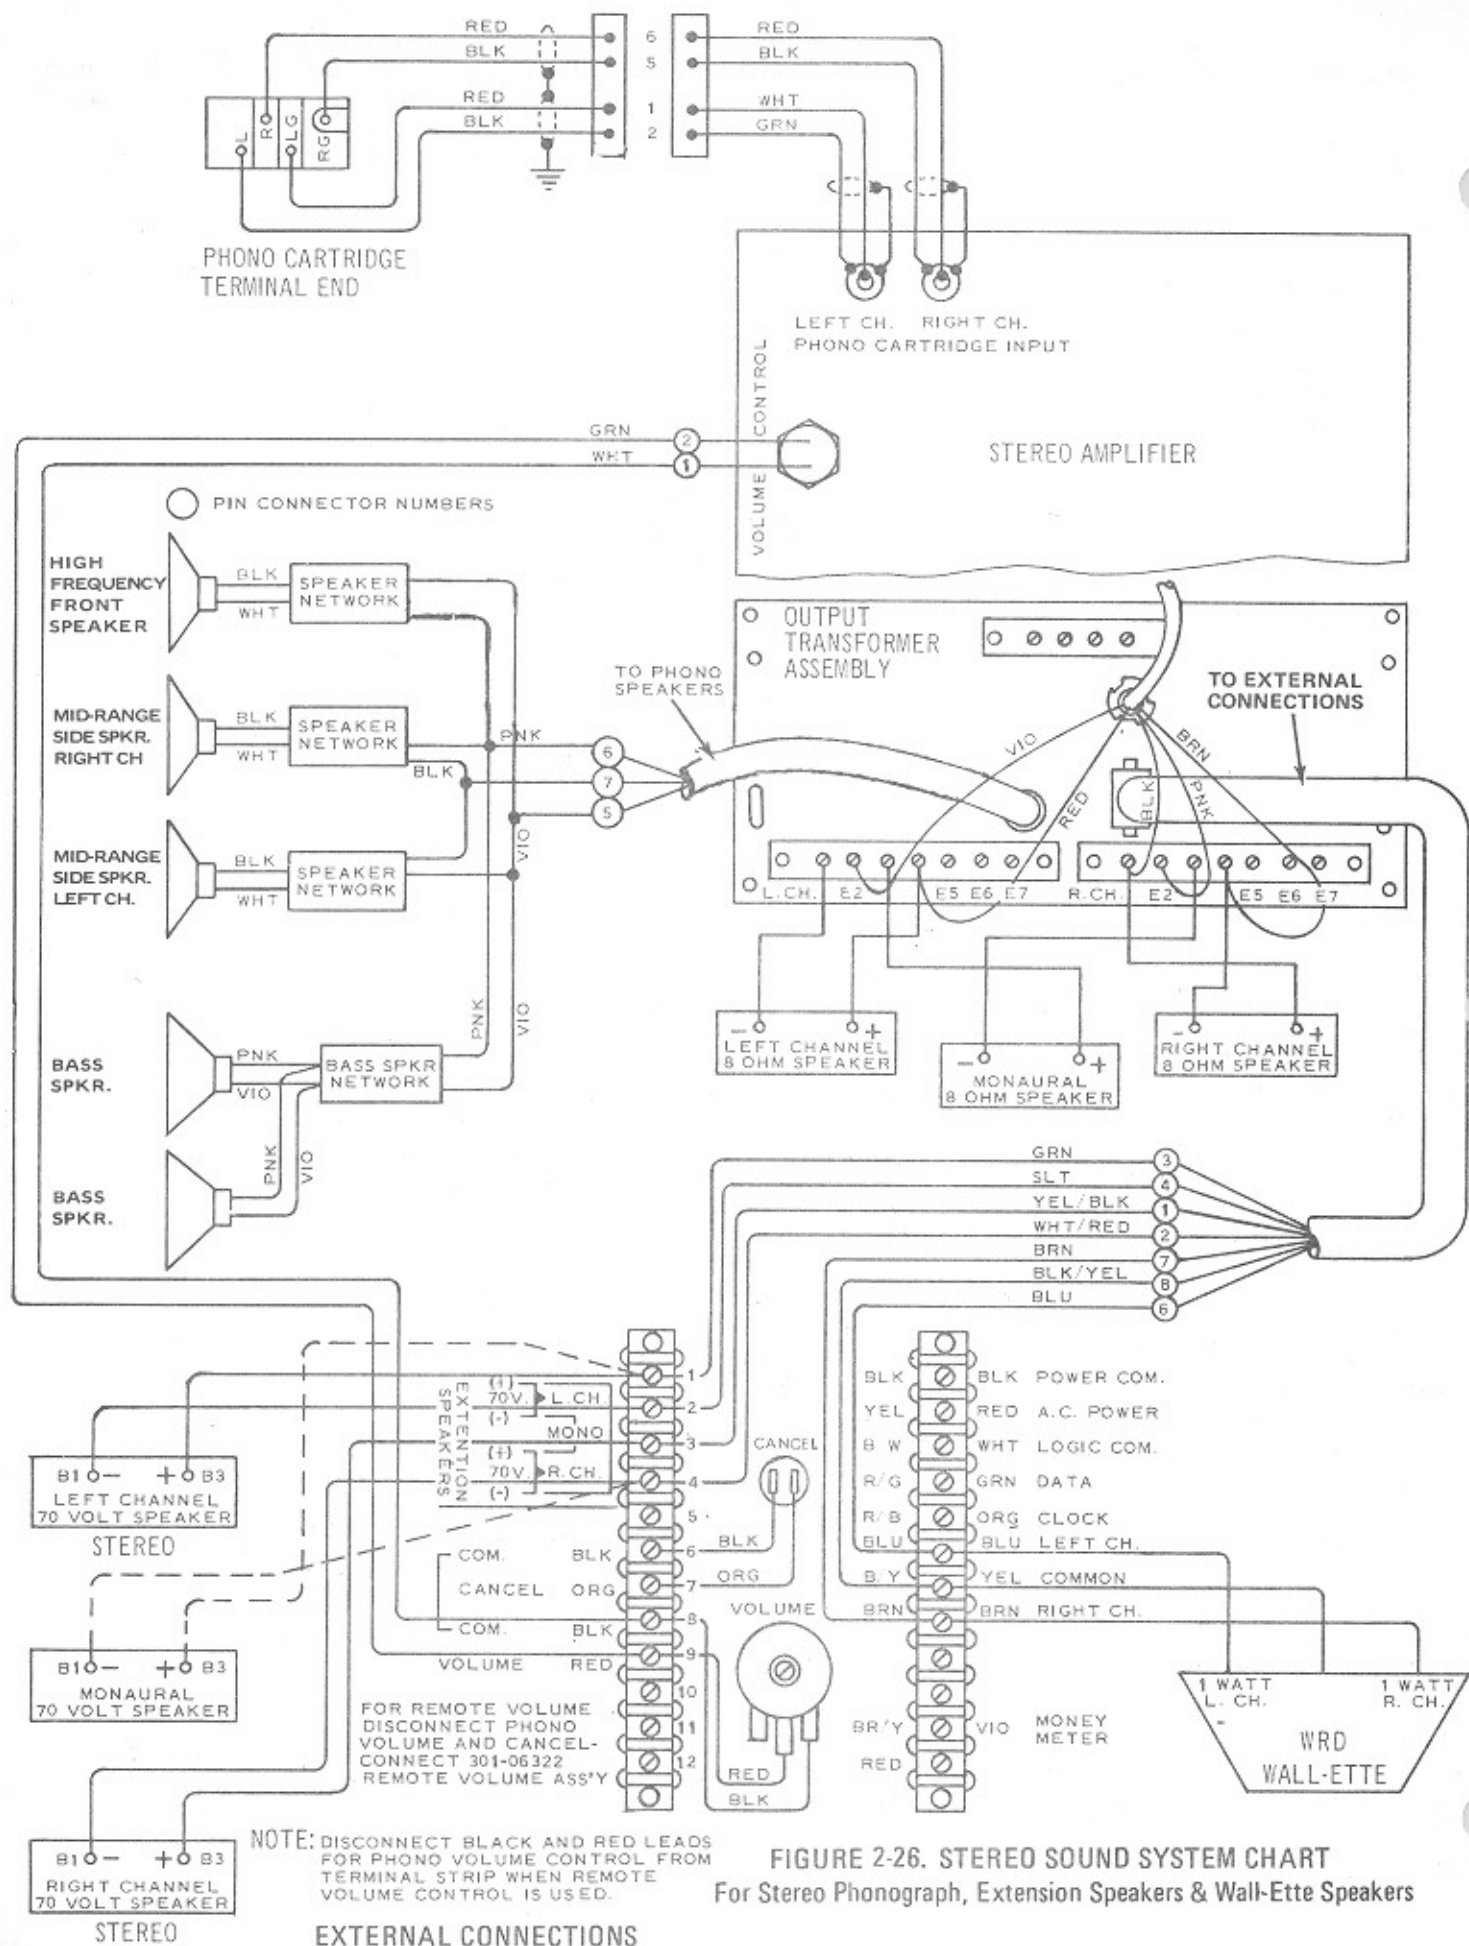 RED
BLK
RED
BLK
6
5
1
2
RED
BLK
WHT
GRN
L
R
LG
RG
PHONO CARTRIDGE
TERMINAL END
LEFT CH. RIGHT CH.
PHONO CARTRIDGE INPUT
VOLUME CONTROL
STEREO AMPLIFIER
GRN 2
WHT 1
PIN CONNECTOR NUMBERS
HIGH
FREQUENCY
FRONT
SPEAKER
BLK
WHT
SPEAKER
NETWORK
MID-RANGE
SIDE SPKR.
RIGHT CH
BLK
WHT
SPEAKER
NETWORK
PNK
BLK
6
7
5
VIO
MID-RANGE
SIDE SPKR.
LEFT CH.
BLK
WHT
SPEAKER
NETWORK
PNK
VIO
BASS
SPKR.
PNK
VIO
BASS SPKR
NETWORK
PNK
VIO
BASS
SPKR.
TO PHONO
SPEAKERS
OUTPUT
TRANSFORMER
ASSEMBLY
TO EXTERNAL
CONNECTIONS
VIO
RED
BLK
PNK
BRN
L.CH. E2 E5 E6 E7
R.CH. E2 E5 E6 E7
- +
LEFT CHANNEL
8 OHM SPEAKER
- +
MONAURAL
8 OHM SPEAKER
- +
RIGHT CHANNEL
8 OHM SPEAKER
GRN 3
SLT 4
YEL/BLK 1
WHT/RED 2
BRN 7
BLK/YEL 8
BLU 6
EXTENTION
SPEAKERS
(+)
70V. L.CH.
(-)
MONO
(+)
70V. R.CH.
(-)
1
2
3
4
5
6
7
8
9
10
11
12
COM. BLK
CANCEL ORG
COM. BLK
VOLUME RED
CANCEL
BLK
ORG
VOLUME
RED
BLK
B1 - + B3
LEFT CHANNEL
70 VOLT SPEAKER
STEREO
B1 - + B3
MONAURAL
70 VOLT SPEAKER
B1 - + B3
RIGHT CHANNEL
70 VOLT SPEAKER
STEREO
FOR REMOTE VOLUME
DISCONNECT PHONO
VOLUME AND CANCEL-
CONNECT 301-06322
REMOTE VOLUME ASS'Y
BLK BLK POWER COM.
YEL RED A.C. POWER
B W WHT LOGIC COM.
R/G GRN DATA
R/B ORG CLOCK
BLU BLU LEFT CH.
B/Y YEL COMMON
BRN BRN RIGHT CH.
BR/Y VIO MONEY
METER
RED
1 WATT
L. CH.
-
1 WATT
R. CH.
WRD
WALL-ETTE
NOTE: DISCONNECT BLACK AND RED LEADS
FOR PHONO VOLUME CONTROL FROM
TERMINAL STRIP WHEN REMOTE
VOLUME CONTROL IS USED.
EXTERNAL CONNECTIONS
FIGURE 2-26. STEREO SOUND SYSTEM CHART
For Stereo Phonograph, Extension Speakers & Wall-Ette Speakers